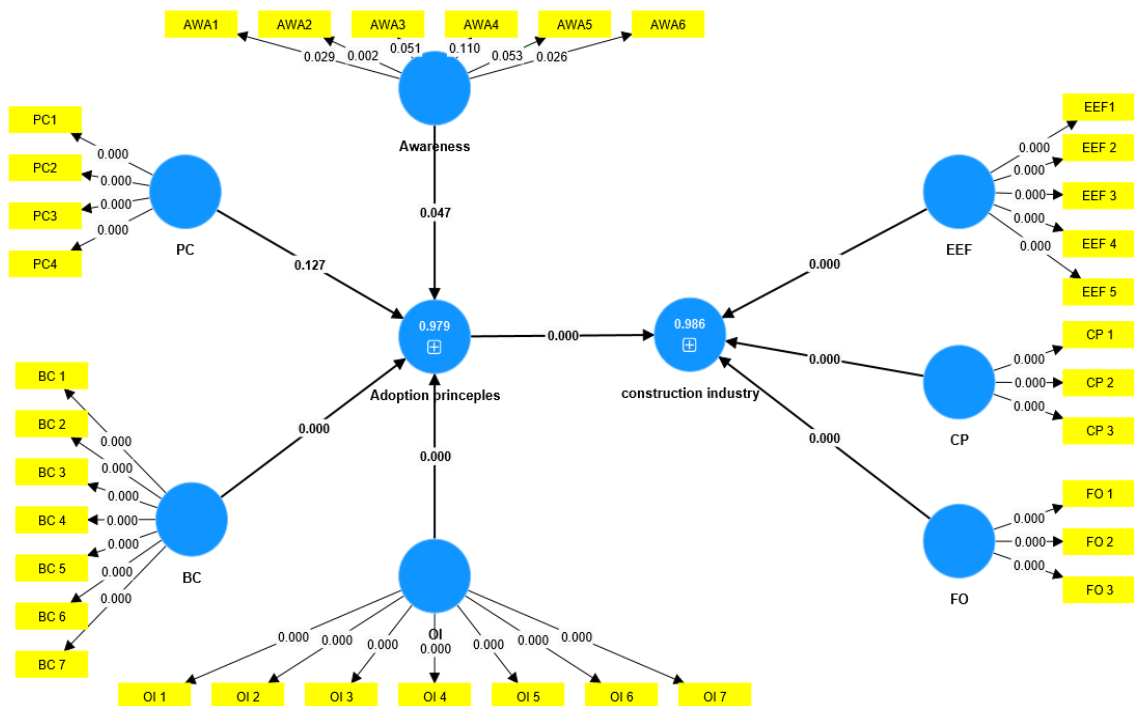 AWA1
AWA2
AWA3
AWA4
AWA5
AWA6
0.029
0.002
0.051
0.110
0.053
0.026
Awareness
PC1
PC2
PC3
PC4
0.000
0.000
0.000
0.000
PC
0.047
0.127
EEF1
EEF 2
EEF 3
EEF 4
EEF 5
0.000
0.000
0.000
0.000
0.000
EEF
0.000
0.979
Adoption princeples
0.000
0.986
construction industry
CP 1
CP 2
CP 3
0.000
0.000
0.000
CP
0.000
BC 1
BC 2
BC 3
BC 4
BC 5
BC 6
BC 7
0.000
0.000
0.000
0.000
0.000
0.000
0.000
BC
0.000
0.000
0.000
FO 1
FO 2
FO 3
0.000
0.000
0.000
FO
OI
0.000
0.000
0.000
0.000
0.000
0.000
0.000
OI 1
OI 2
OI 3
OI 4
OI 5
OI 6
OI 7